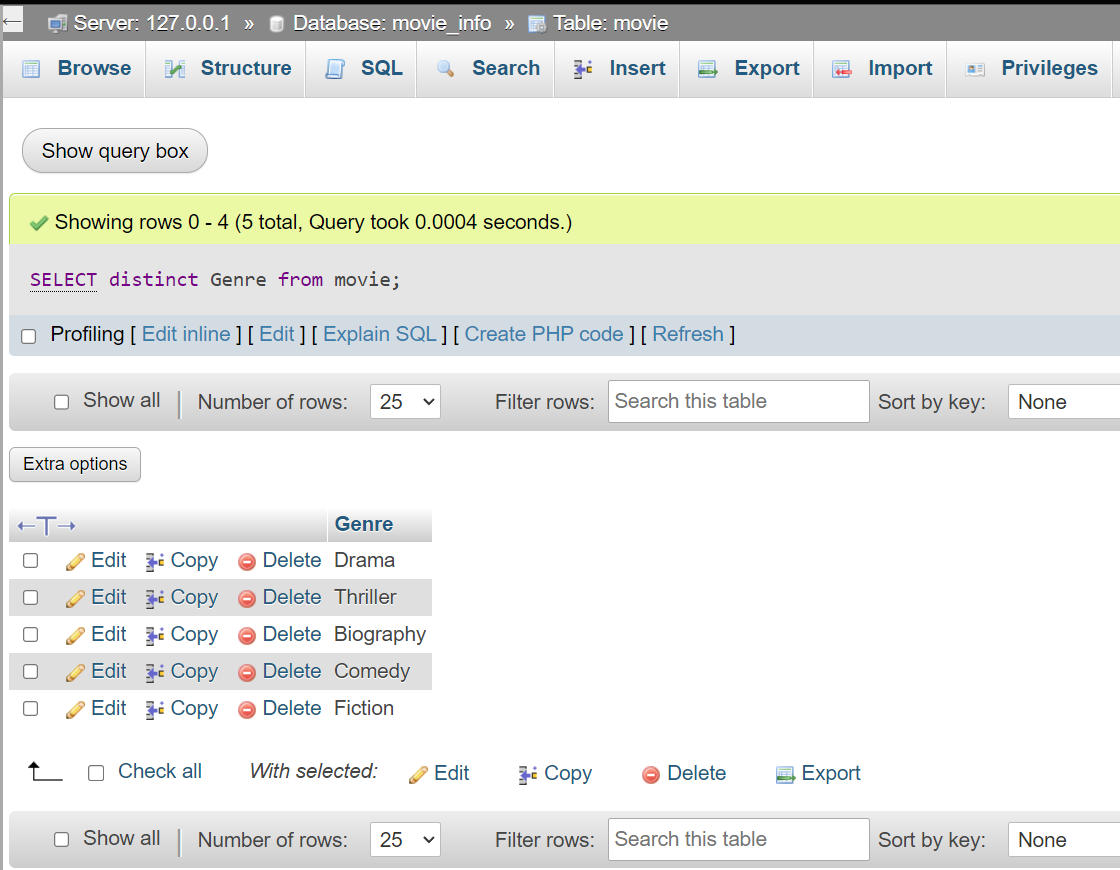 Server: 127.0.0.1 » Database: movie_info » Table: movie
Browse Structure SQL Search Insert Export Import Privileges
Show query box
Showing rows 0 - 4 (5 total, Query took 0.0004 seconds.)
SELECT distinct Genre from movie;
Profiling [ Edit inline ] [ Edit ] [ Explain SQL ] [ Create PHP code ] [ Refresh ]
Show all Number of rows: 25 Filter rows: Search this table Sort by key: None
Extra options
←T→ Genre
Edit Copy Delete Drama
Edit Copy Delete Thriller
Edit Copy Delete Biography
Edit Copy Delete Comedy
Edit Copy Delete Fiction
Check all With selected: Edit Copy Delete Export
Show all Number of rows: 25 Filter rows: Search this table Sort by key: None